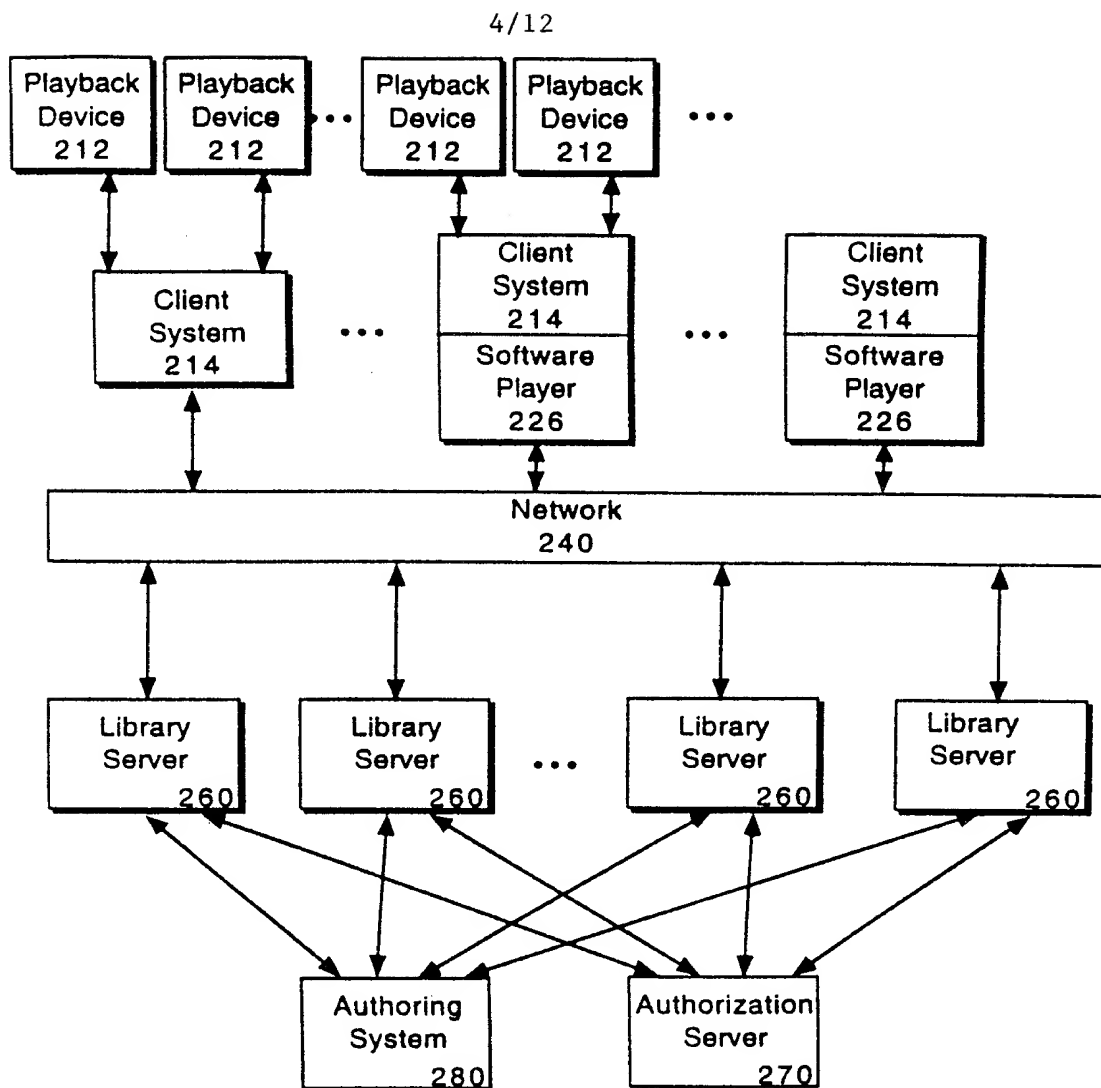 4/12
Playback
Device
212
Playback
Device
212
Playback
Device
212
Playback
Device
212
Client
System
214
Client
System
214
Software
Player
226
Client
System
214
Software
Player
226
Network
240
Library
Server
260
Library
Server
260
Library
Server
260
Library
Server
260
Authoring
System
280
Authorization
Server
270